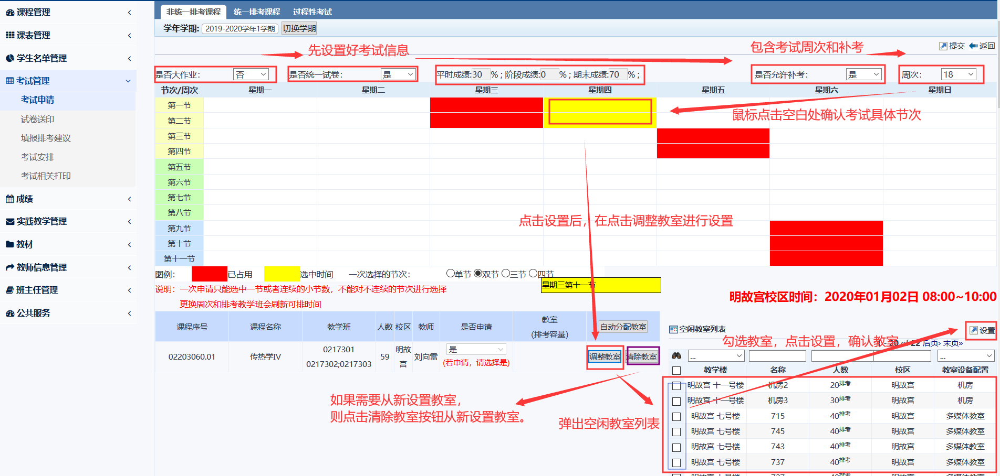 课程管理
课表管理
学生名单管理
考试管理
考试申请
试卷送印
填报排考建议
考试安排
考试相关打印
成绩
实践教学管理
教材
教师信息管理
班主任管理
公共服务
非统一排考课程 统一排考课程 过程性考试
学年学期: 2019-2020学年1学期 切换学期
先设置好考试信息
包含考试周次和补考
提交 返回
是否大作业： 否 是否统一试卷： 是 平时成绩:30 % ; 阶段成绩:0 % ; 期末成绩:70 % ; 是否允许补考： 是 周次： 18
节次/周次 星期一 星期二 星期三 星期四 星期五 星期六 星期日
第一节
第二节
鼠标点击空白处确认考试具体节次
第三节
第四节
第五节
第六节
第七节
第八节
点击设置后，在点击调整教室进行设置
第九节
第十节
第十一节
图例： 已占用 选中时间 一次选择的节次： 单节 双节 三节 四节
星期三第十一节
说明：一次申请只能选中一节或者连续的小节数，不能对不连续的节次进行选择
更换周次和排考教学班会刷新可排时间
明故宫校区时间：2020年01月02日 08:00~10:00
课程序号 课程名称 教学班 人数 校区 教师 是否申请 教室 (排考容量) 自动分配教室
02203060.01 传热学IV 0217301 0217302;0217303 59 明故宫 刘向雷 是 (若申请，请选择是) 调整教室 清除教室
空闲教室列表 设置
勾选教室，点击设置，确认教室
1 - 20 of 22 后页› 末页»
... ...
教学楼 名称 人数 校区 教室设备配置
明故宫 十一号楼 机房2 20排考 明故宫 机房
明故宫 十一号楼 机房3 30排考 明故宫 机房
明故宫 七号楼 715 40排考 明故宫 多媒体教室
明故宫 七号楼 745 40排考 明故宫 多媒体教室
明故宫 七号楼 743 40排考 明故宫 多媒体教室
明故宫 七号楼 737 40排考 明故宫 多媒体教室
如果需要从新设置教室，
则点击清除教室按钮从新设置教室。
弹出空闲教室列表